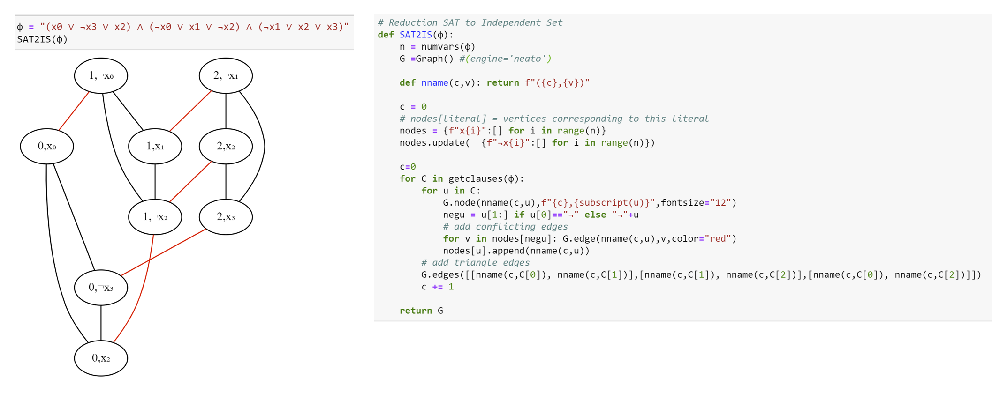 ϕ = "(x0 ∨ ¬x3 ∨ x2) ∧ (¬x0 ∨ x1 ∨ ¬x2) ∧ (¬x1 ∨ x2 ∨ x3)"
SAT2IS(ϕ)
1,¬x₀
2,¬x₁
0,x₀
1,x₁
2,x₂
1,¬x₂
2,x₃
0,¬x₃
0,x₂
# Reduction SAT to Independent Set
def SAT2IS(ϕ):
    n = numvars(ϕ)
    G =Graph() #(engine='neato')
    def nname(c,v): return f"({c},{v})"
    c = 0
    # nodes[literal] = vertices corresponding to this literal
    nodes = {f"x{i}":[] for i in range(n)}
    nodes.update(  {f"¬x{i}":[] for i in range(n)})
    c=0
    for C in getclauses(ϕ):
        for u in C:
            G.node(nname(c,u),f"{c},{subscript(u)}",fontsize="12")
            negu = u[1:] if u[0]=="¬" else "¬"+u
            # add conflicting edges
            for v in nodes[negu]: G.edge(nname(c,u),v,color="red")
            nodes[u].append(nname(c,u))
        # add triangle edges
        G.edges([[nname(c,C[0]), nname(c,C[1])],[nname(c,C[1]), nname(c,C[2])],[nname(c,C[0]), nname(c,C[2])]])
        c += 1
    return G